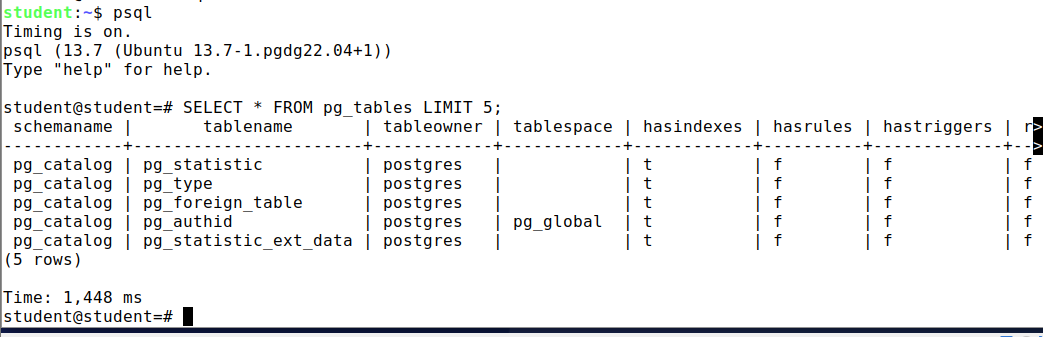 student:~$ psql
Timing is on.
psql (13.7 (Ubuntu 13.7-1.pgdg22.04+1))
Type "help" for help.

student@student=# SELECT * FROM pg_tables LIMIT 5;
 schemaname |       tablename       | tableowner | tablespace | hasindexes | hasrules | hastriggers | r>
------------+-----------------------+------------+------------+------------+----------+-------------+-->
 pg_catalog | pg_statistic          | postgres   |            | t          | f        | f           | f
 pg_catalog | pg_type               | postgres   |            | t          | f        | f           | f
 pg_catalog | pg_foreign_table      | postgres   |            | t          | f        | f           | f
 pg_catalog | pg_authid             | postgres   | pg_global  | t          | f        | f           | f
 pg_catalog | pg_statistic_ext_data | postgres   |            | t          | f        | f           | f
(5 rows)

Time: 1,448 ms
student@student=#